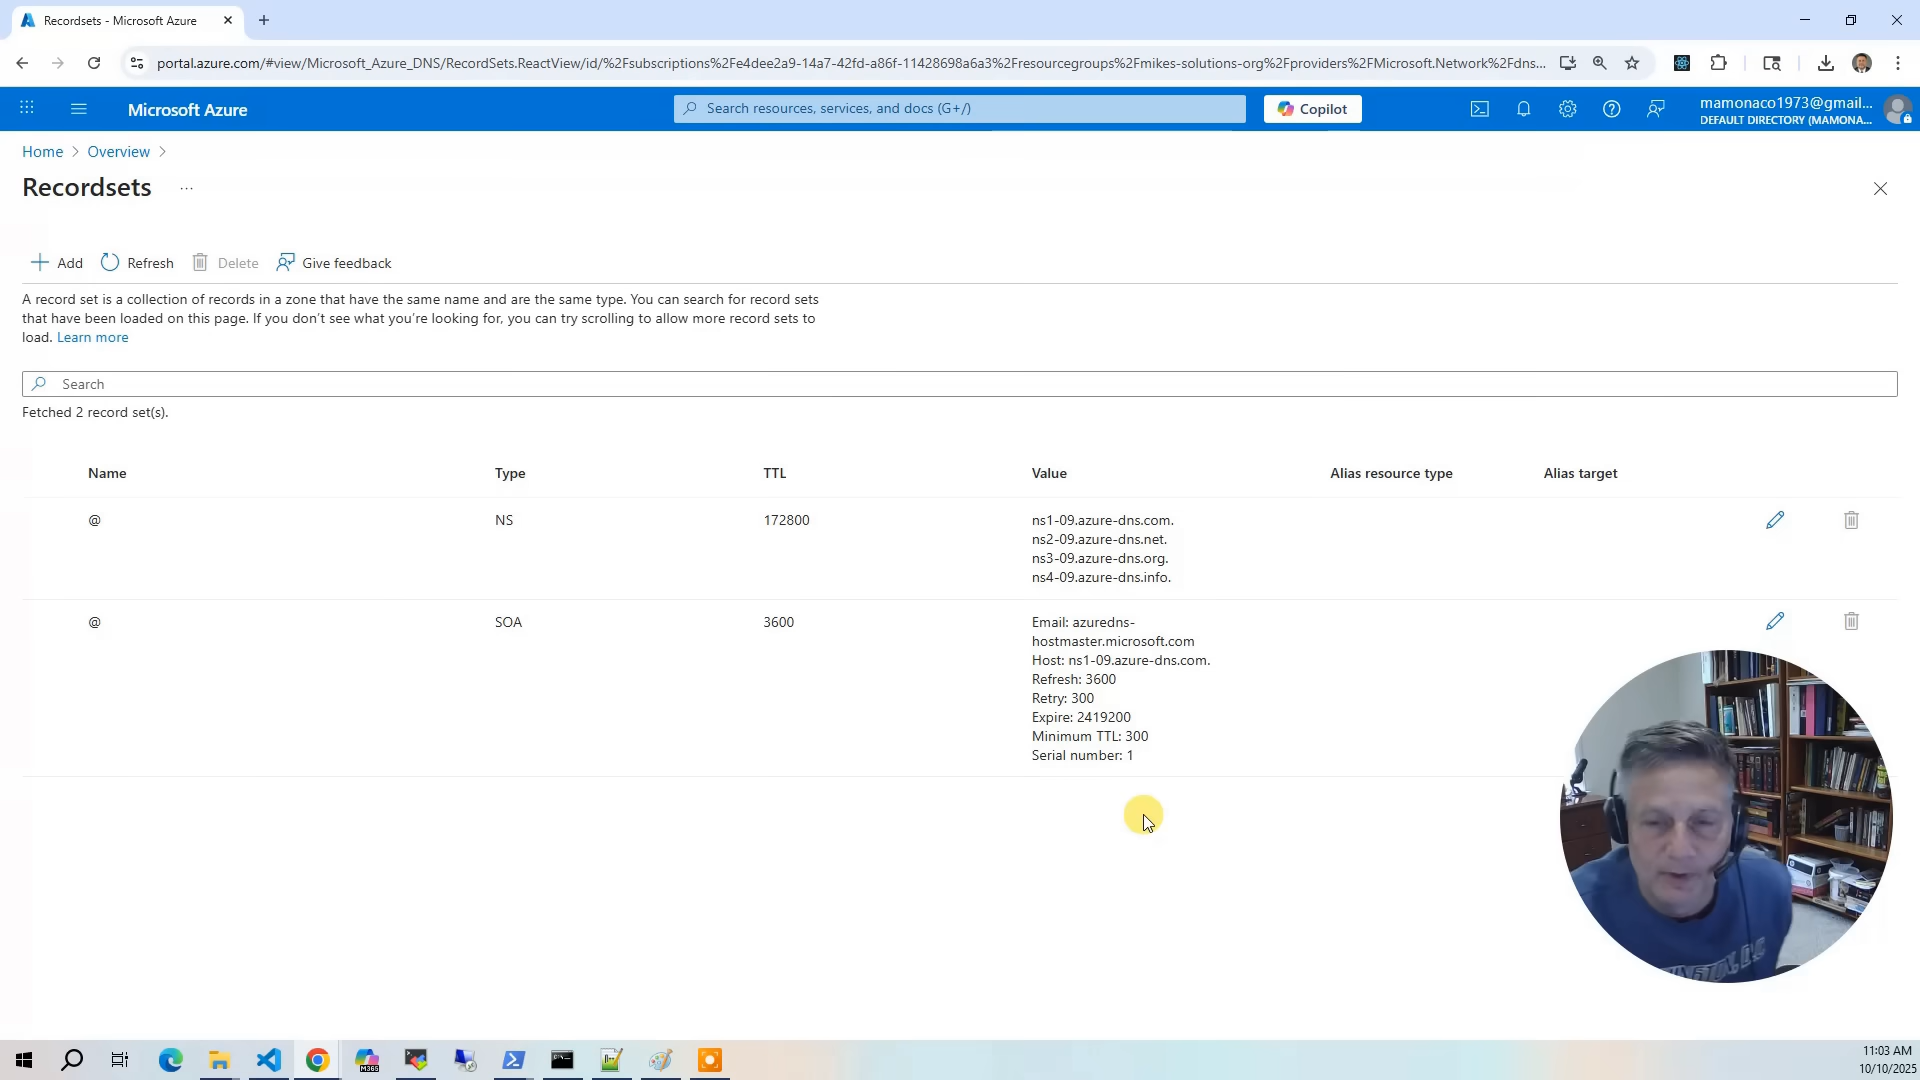 Recordsets - Microsoft Azure
portal.azure.com/#view/Microsoft_Azure_DNS/RecordSets.ReactView/id/%2Fsubscriptions%2Fe4dee2a9-14a7-42fd-a86f-11428698a6a3%2Fresourcegroups%2Fmikes-solutions-org%2Fproviders%2FMicrosoft.Network%2Fdns...
Microsoft Azure
Search resources, services, and docs (G+/)
Copilot
mamonaco1973@gmail...
DEFAULT DIRECTORY (MAMONA...
Home > Overview >
Recordsets ...
Add
Refresh
Delete
Give feedback
A record set is a collection of records in a zone that have the same name and are the same type. You can search for record sets
that have been loaded on this page. If you don't see what you're looking for, you can try scrolling to allow more record sets to
load. Learn more
Search
Fetched 2 record set(s).
Name Type TTL Value Alias resource type Alias target
@ NS 172800 ns1-09.azure-dns.com.
ns2-09.azure-dns.net.
ns3-09.azure-dns.org.
ns4-09.azure-dns.info.
@ SOA 3600 Email: azuredns-
hostmaster.microsoft.com
Host: ns1-09.azure-dns.com.
Refresh: 3600
Retry: 300
Expire: 2419200
Minimum TTL: 300
Serial number: 1
M365
11:03 AM
10/10/2025